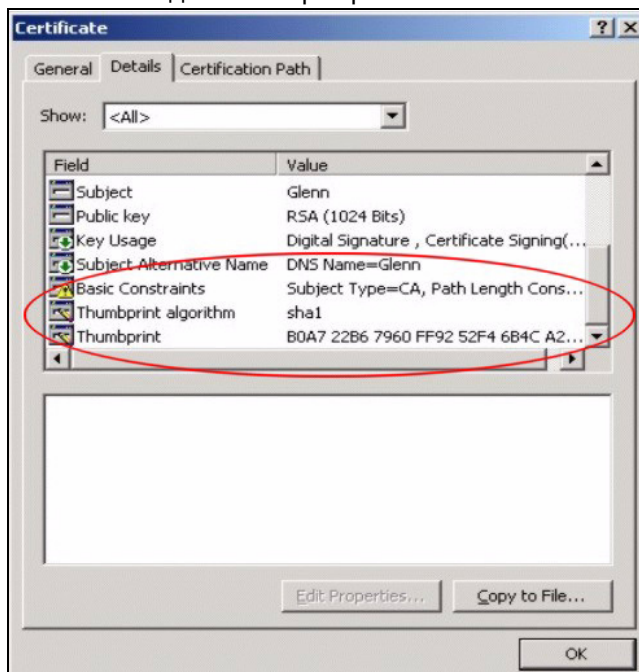 Certificate
General Details Certification Path
Show: <All>
Field Value
Subject Glenn
Public key RSA (1024 Bits)
Key Usage Digital Signature , Certificate Signing(...
Subject Alternative Name DNS Name=Glenn
Basic Constraints Subject Type=CA, Path Length Cons...
Thumbprint algorithm sha1
Thumbprint B0A7 22B6 7960 FF92 52F4 6B4C A2...
Edit Properties... Copy to File...
OK